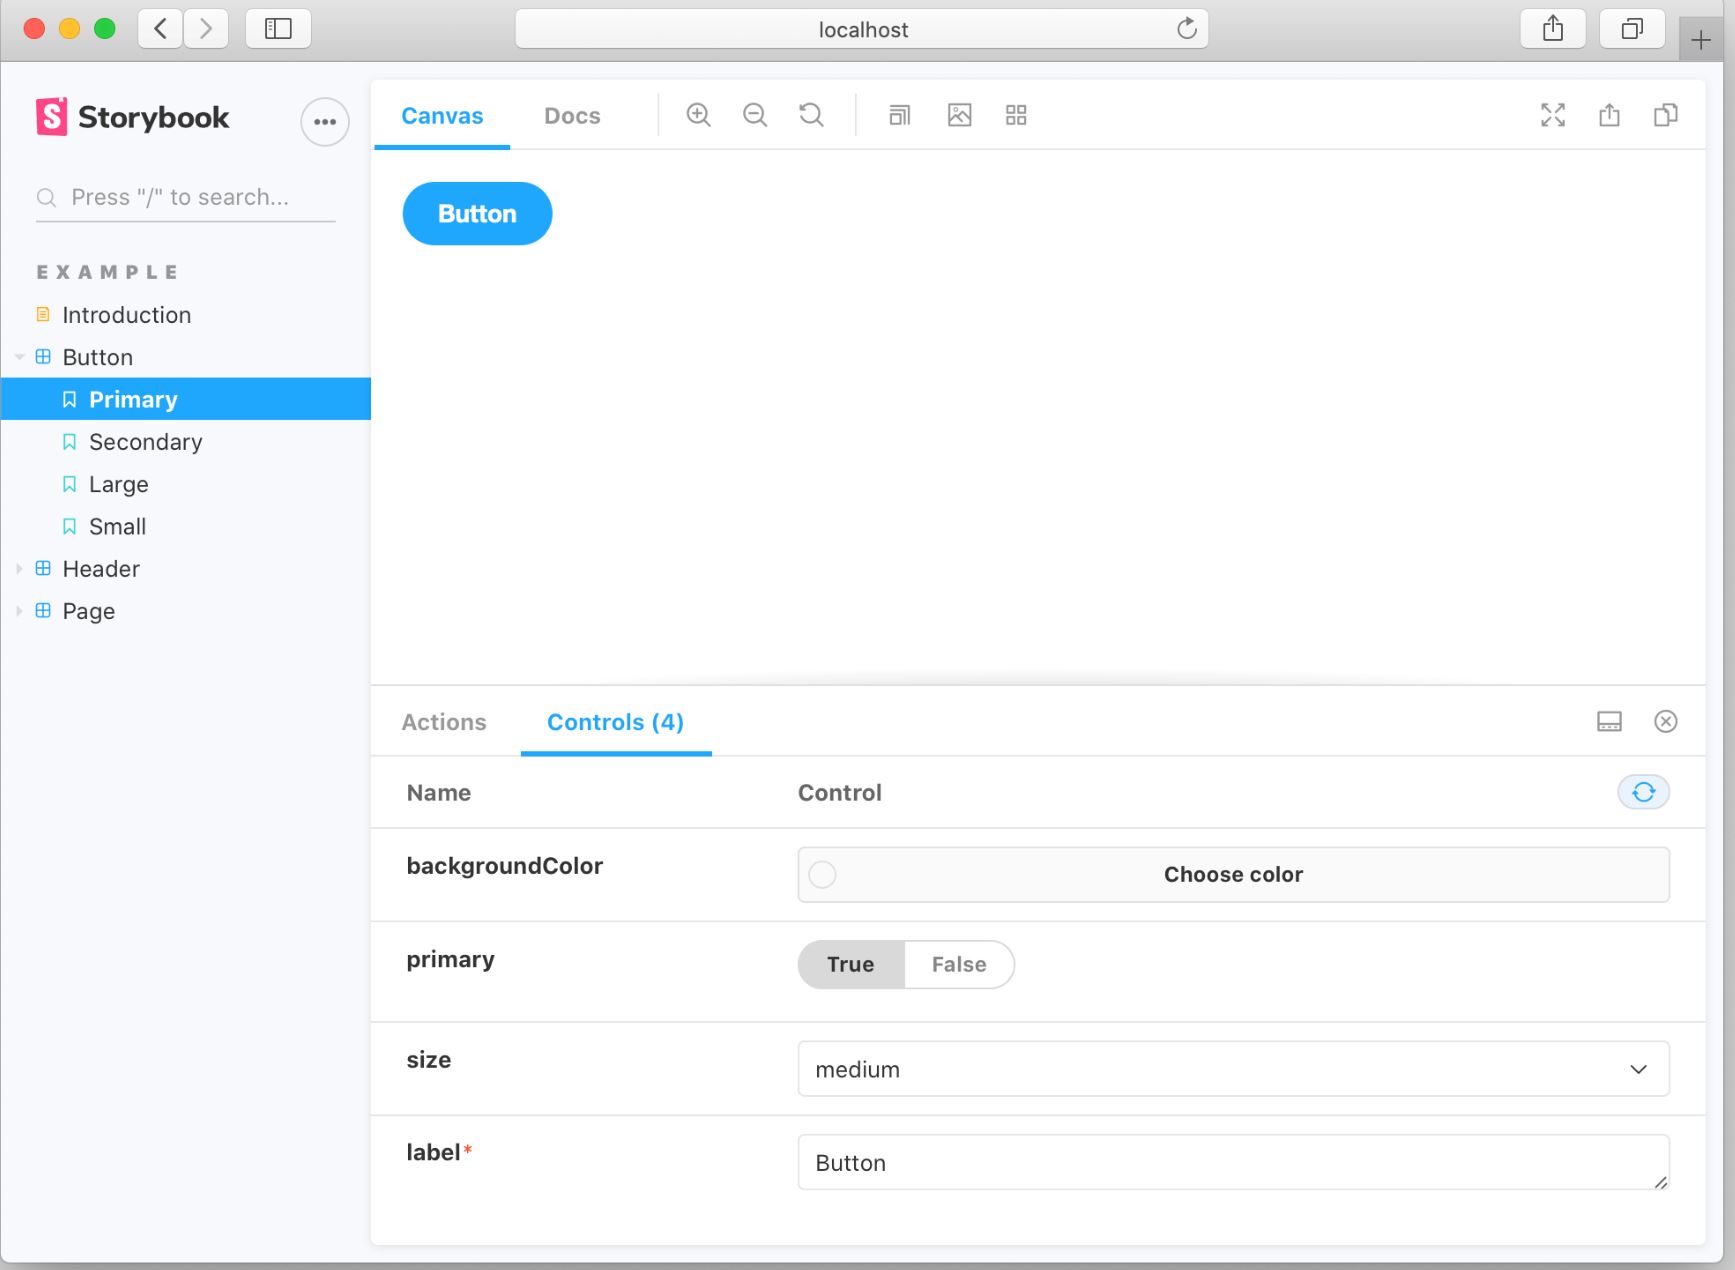 localhost
Storybook
Press "/" to search...
EXAMPLE
Introduction
Button
Primary
Secondary
Large
Small
Header
Page
Canvas
Docs
Button
Actions
Controls (4)
Name
Control
backgroundColor
Choose color
primary
True
False
size
medium
label*
Button